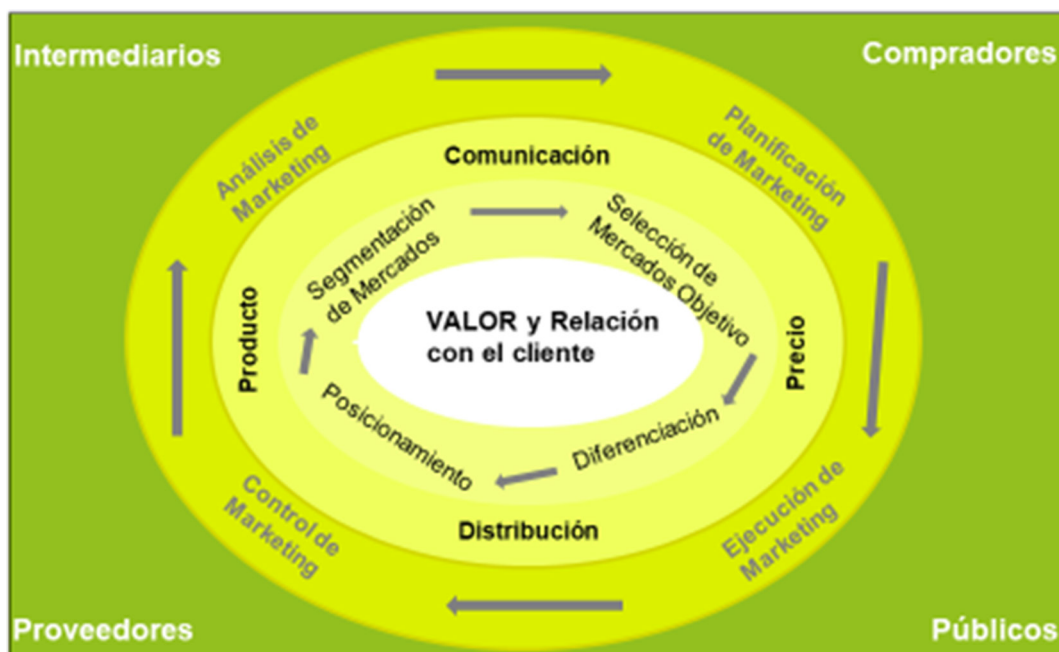 Intermediarios
Compradores
Análisis de
Marketing
Planificación
de Marketing
Comunicación
Segmentación
de Mercados
Selección de
Mercados Objetivo
Producto
VALOR y Relación
con el cliente
Precio
Posicionamiento
Diferenciación
Control de
Marketing
Distribución
Ejecución de
Marketing
Proveedores
Públicos